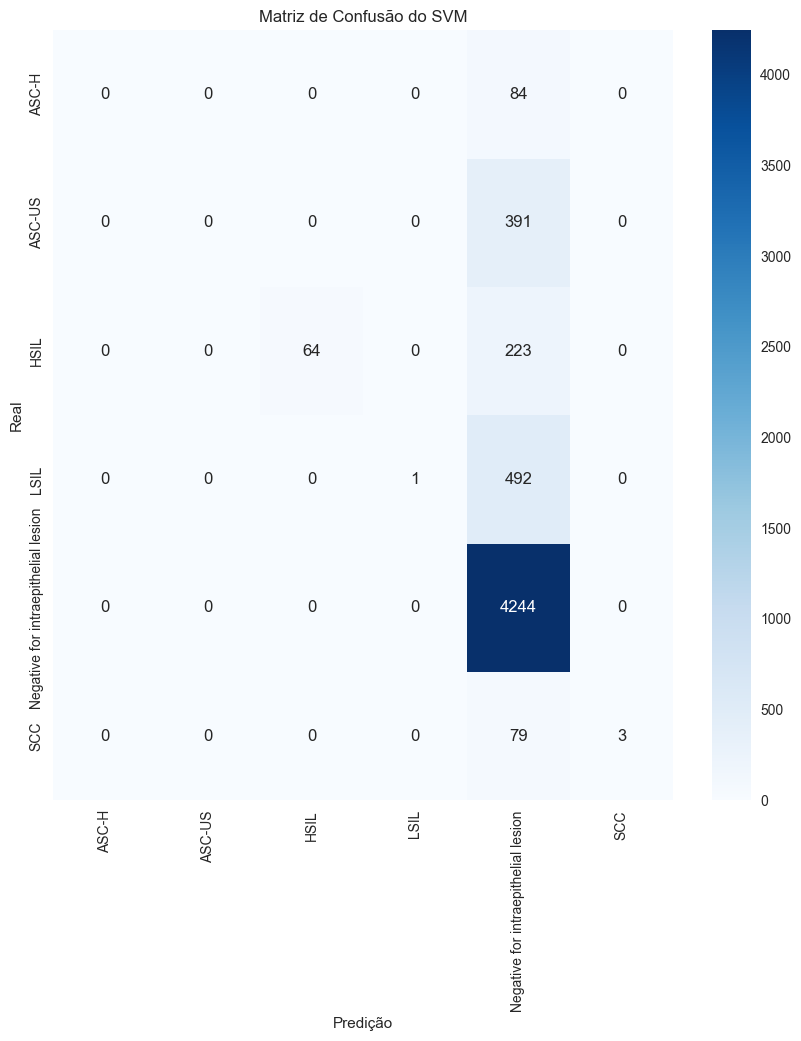 Matriz de Confusão do SVM
ASC-H
0 0 0 0 84 0
ASC-US
0 0 0 0 391 0
HSIL
0 0 64 0 223 0
LSIL
0 0 0 1 492 0
Negative for intraepithelial lesion
0 0 0 0 4244 0
SCC
0 0 0 0 79 3
Real
ASC-H
ASC-US
HSIL
LSIL
Negative for intraepithelial lesion
SCC
Predição
4000
3500
3000
2500
2000
1500
1000
500
0